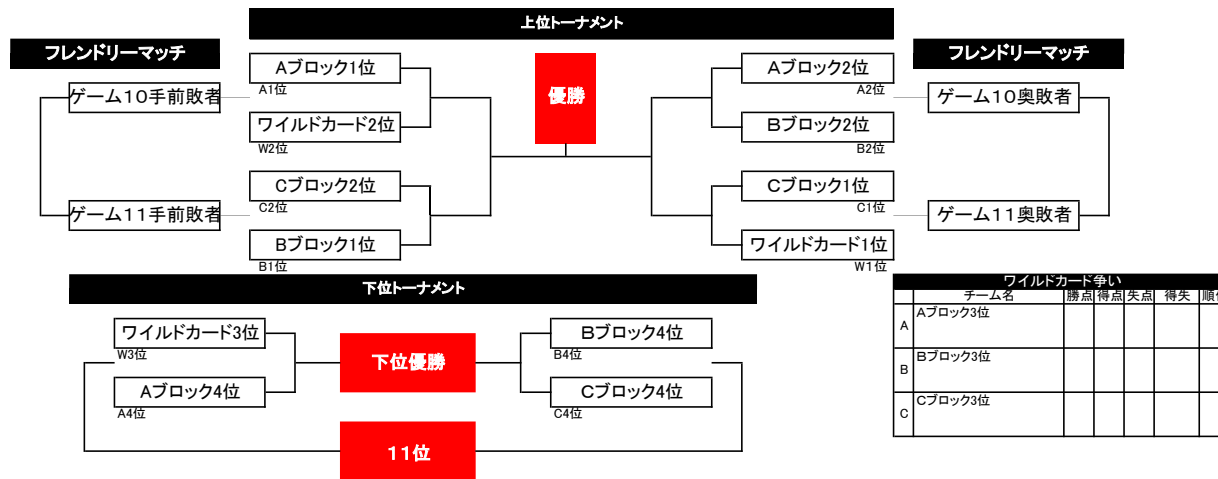 上位トーナメント
フレンドリーマッチ
フレンドリーマッチ
Aブロック1位
A1位
優勝
Aブロック2位
A2位
ゲーム10手前敗者
ゲーム10奥敗者
ワイルドカード2位
W2位
Bブロック2位
B2位
Cブロック2位
C2位
Cブロック1位
C1位
ゲーム11手前敗者
ゲーム11奥敗者
Bブロック1位
B1位
ワイルドカード1位
W1位
下位トーナメント
ワイルドカード3位
W3位
下位優勝
Bブロック4位
B4位
Aブロック4位
A4位
Cブロック4位
C4位
11位
ワイルドカード争い
チーム名 勝点 得点 失点 得失 順
A Aブロック3位
B Bブロック3位
C Cブロック3位